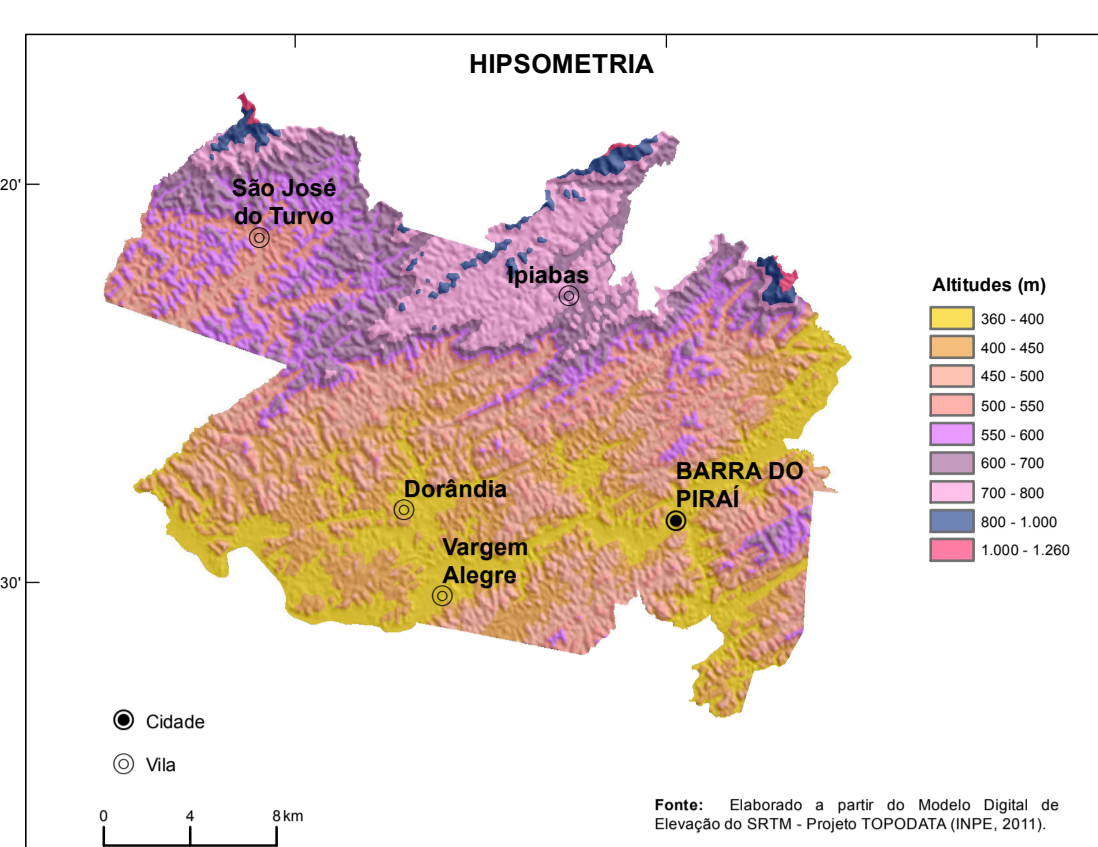 HIPSOMETRIA
20'
São José
do Turvo
Ipiabas
Altitudes (m)
360 - 400
400 - 450
450 - 500
500 - 550
550 - 600
600 - 700
700 - 800
800 - 1.000
1.000 - 1.260
BARRA DO
PIRAÍ
Dorândia
Vargem
Alegre
30'
Cidade
Vila
0 4 8 km
Fonte: Elaborado a partir do Modelo Digital de
Elevação do SRTM - Projeto TOPODATA (INPE, 2011).